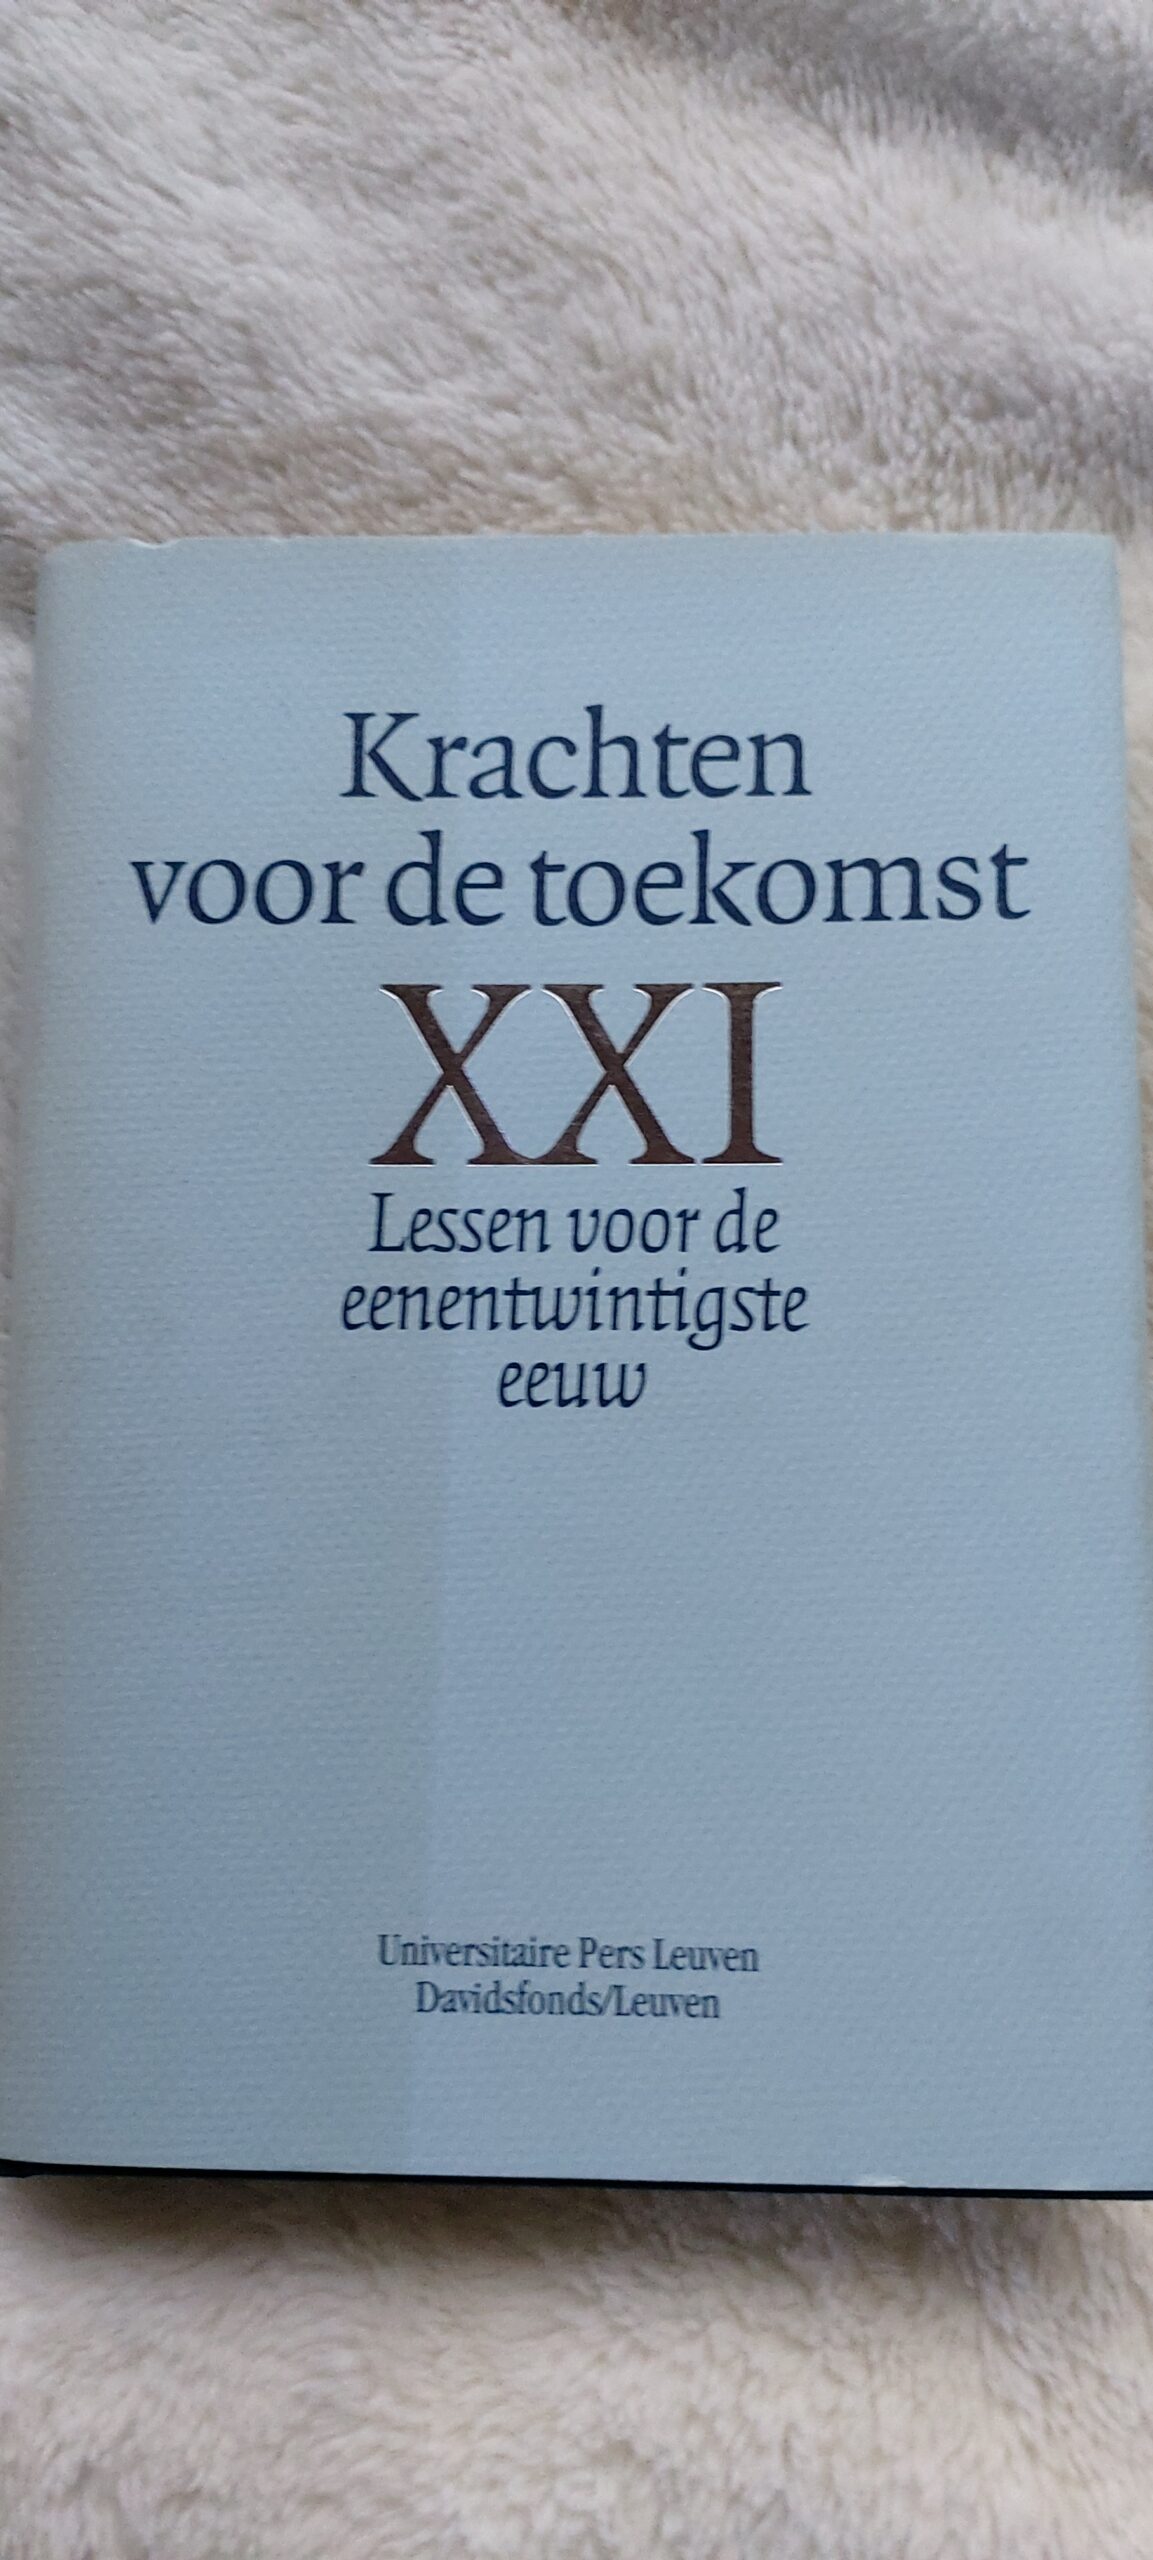 Krachten
voor de toekomst
XXI
Lessen voor de
eenentwintigste
eeuw
Universitaire Pers Leuven
Davidsfonds/Leuven